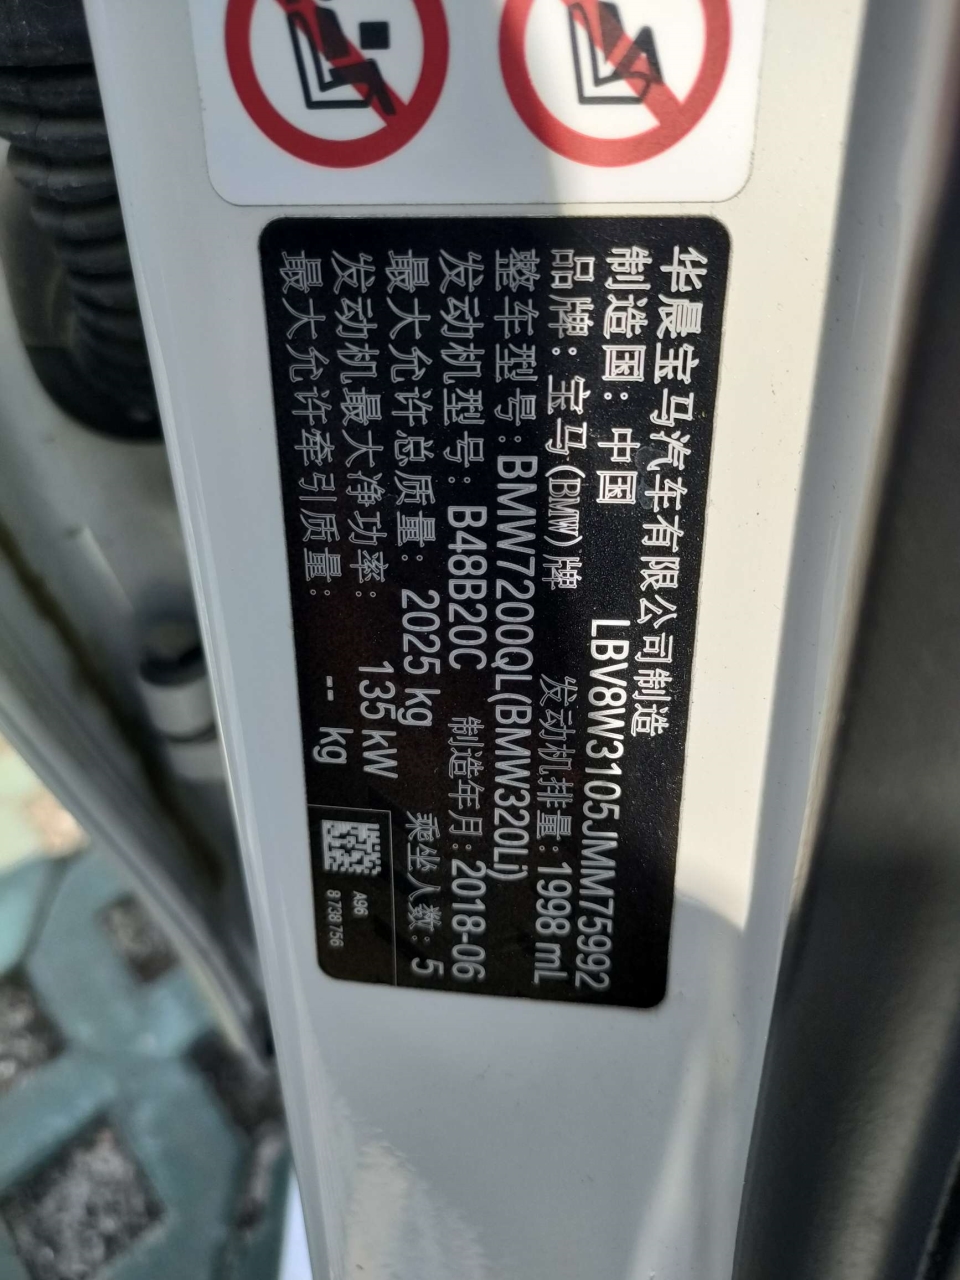 华晨宝马汽车有限公司制造
制造国：中国 LBV8W3105JMM75992
品牌：宝马(BMW)牌 发动机排量：1998 mL
整车型号：BMW7200QL(BMW320Li)
发动机型号：B48B20C 制造年月：2018-06
最大允许总质量：2025 kg 乘坐人数：5
发动机最大净功率：135 kW
最大允许牵引质量：-- kg
A96
8 738 756